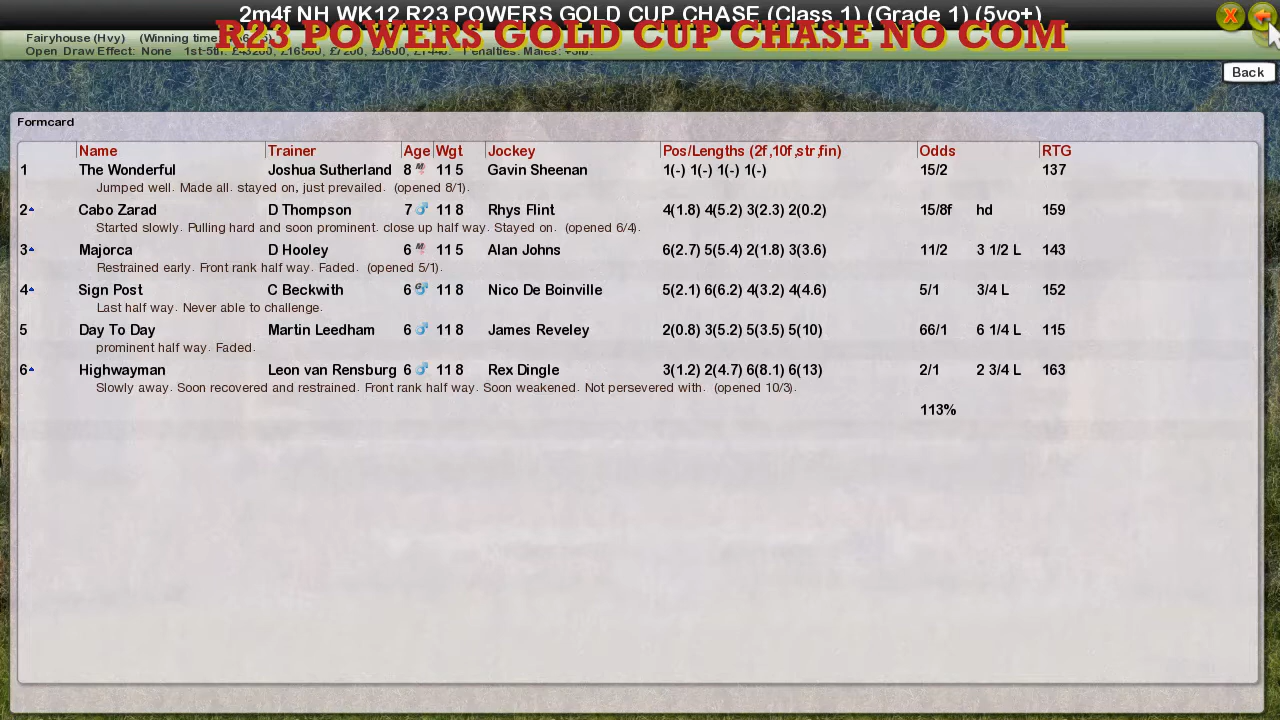 2m4f NH WK12 R23 POWERS GOLD CUP CHASE (Class 1) (Grade 1) (5vo+)
R23 POWERS GOLD CUP CHASE NO COM
Fairyhouse (Hvy) (Winning time:
Open Draw Effect: None 1st-5th: £43200, £16560, £7200, £3600, £1440. Penalties: Males: +3lb.
Back
Formcard
Name Trainer Age Wgt Jockey Pos/Lengths (2f,10f,str,fin) Odds RTG
1 The Wonderful Joshua Sutherland 8 M 11 5 Gavin Sheenan 1(-) 1(-) 1(-) 1(-) 15/2 137
Jumped well. Made all. stayed on, just prevailed. (opened 8/1).
2 Cabo Zarad D Thompson 7 11 8 Rhys Flint 4(1.8) 4(5.2) 3(2.3) 2(0.2) 15/8f hd 159
Started slowly. Pulling hard and soon prominent. close up half way. Stayed on. (opened 6/4).
3 Majorca D Hooley 6 M 11 5 Alan Johns 6(2.7) 5(5.4) 2(1.8) 3(3.6) 11/2 3 1/2 L 143
Restrained early. Front rank half way. Faded. (opened 5/1).
4 Sign Post C Beckwith 6 G 11 8 Nico De Boinville 5(2.1) 6(6.2) 4(3.2) 4(4.6) 5/1 3/4 L 152
Last half way. Never able to challenge.
5 Day To Day Martin Leedham 6 11 8 James Reveley 2(0.8) 3(5.2) 5(3.5) 5(10) 66/1 6 1/4 L 115
prominent half way. Faded.
6 Highwayman Leon van Rensburg 6 11 8 Rex Dingle 3(1.2) 2(4.7) 6(8.1) 6(13) 2/1 2 3/4 L 163
Slowly away. Soon recovered and restrained. Front rank half way. Soon weakened. Not persevered with. (opened 10/3).
113%